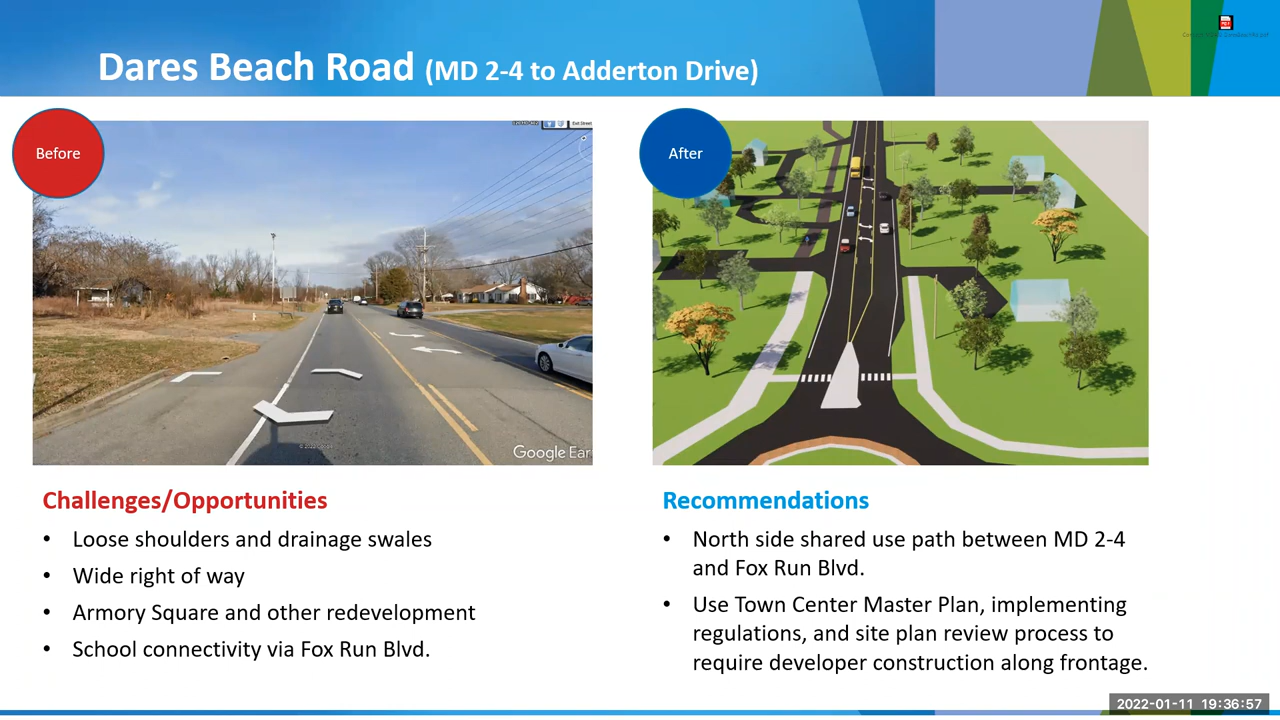 Dares Beach Road (MD 2-4 to Adderton Drive)
Before
After
Google Ear
Challenges/Opportunities
• Loose shoulders and drainage swales
• Wide right of way
• Armory Square and other redevelopment
• School connectivity via Fox Run Blvd.
Recommendations
• North side shared use path between MD 2-4
and Fox Run Blvd.
• Use Town Center Master Plan, implementing
regulations, and site plan review process to
require developer construction along frontage.
2022-01-11 19:36:57